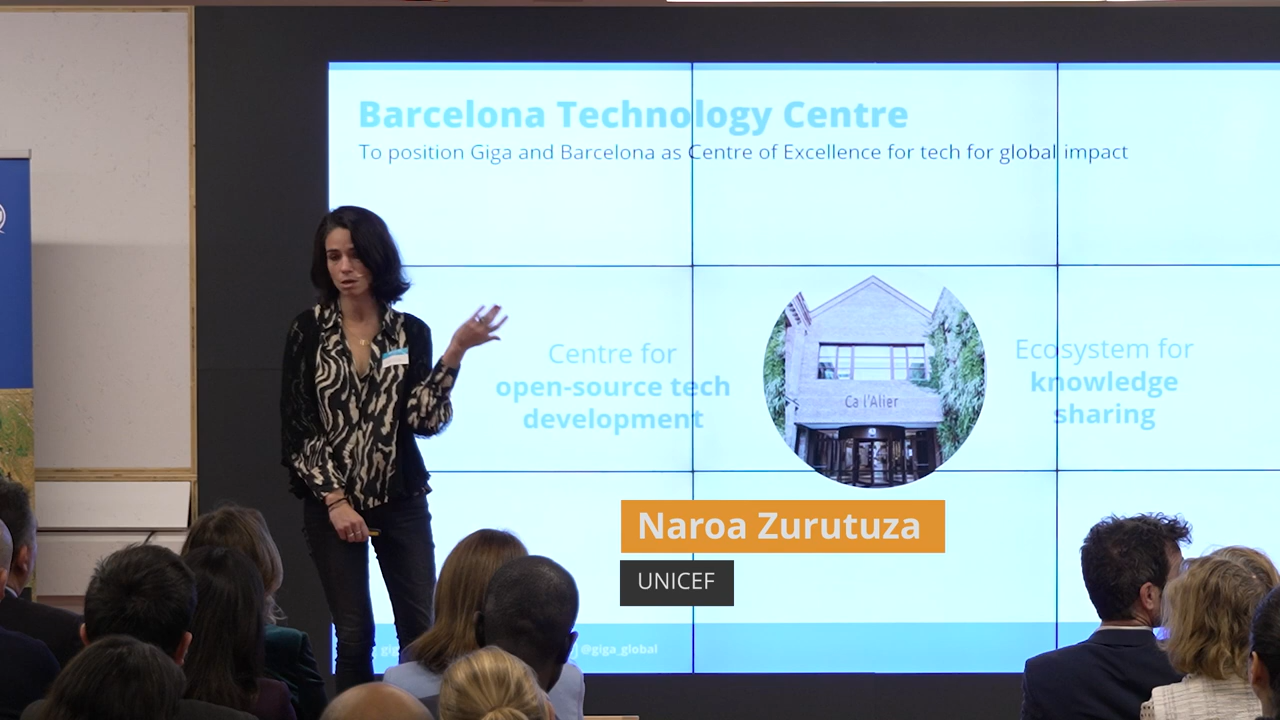 Barcelona Technology Centre
To position Giga and Barcelona as Centre of Excellence for tech for global impact
Centre for
open-source tech
development
Ca l'Alier
Ecosystem for
knowledge
sharing
Naroa Zurutuza
UNICEF
@giga_global